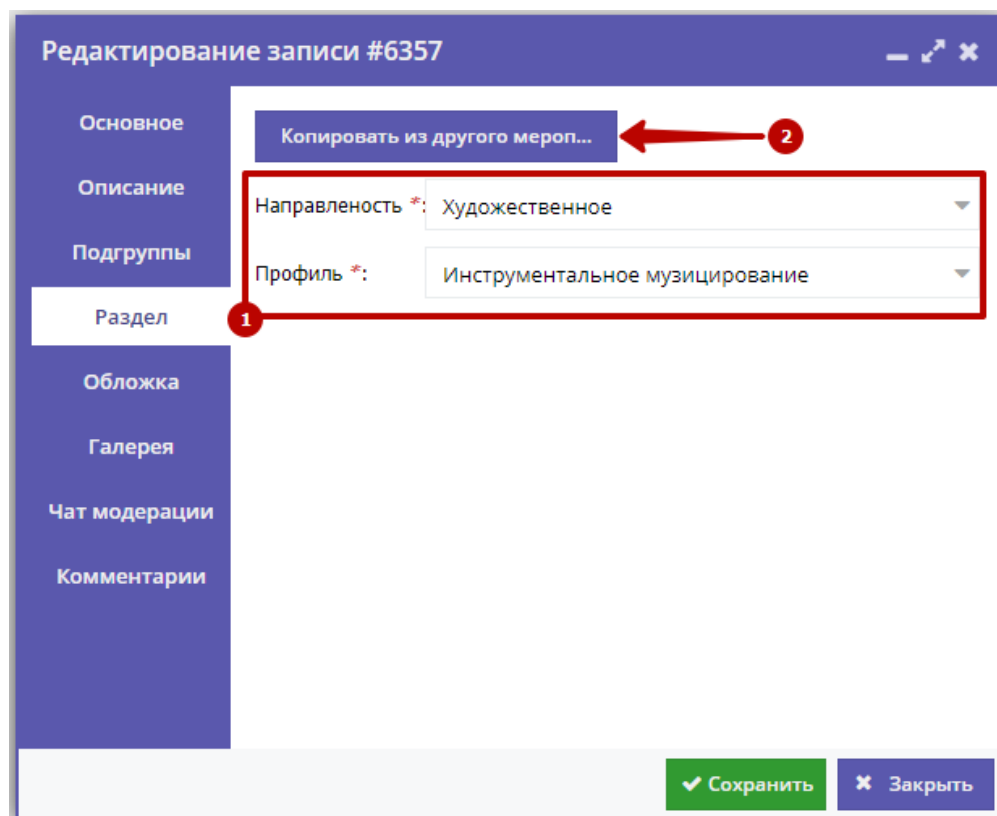 Редактирование записи #6357
Основное
Описание
Подгруппы
Раздел
Обложка
Галерея
Чат модерации
Комментарии
Копировать из другого мероп...
2
Направленость *:
Художественное
Профиль *:
Инструментальное музицирование
1
Сохранить
Закрыть